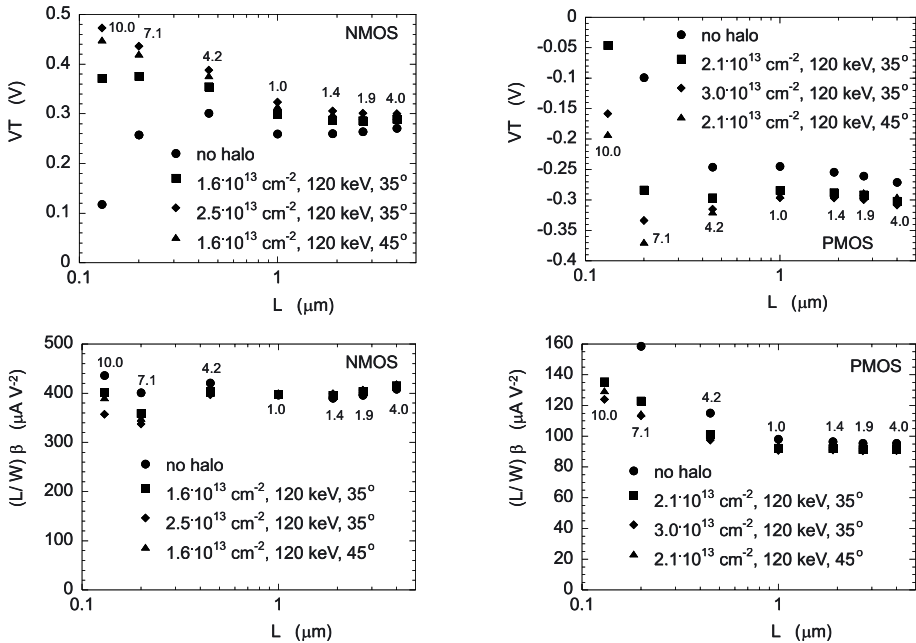 NMOS
0.5
0.4
0.3
0.2
0.1
0
VT (V)
10.0
7.1
4.2
1.0
1.4
1.9
4.0
no halo
1.6·10¹³ cm⁻², 120 keV, 35°
2.5·10¹³ cm⁻², 120 keV, 35°
1.6·10¹³ cm⁻², 120 keV, 45°
0.1
1
L (μm)
0
-0.05
-0.1
-0.15
-0.2
-0.25
-0.3
-0.35
-0.4
VT (V)
no halo
2.1·10¹³ cm⁻², 120 keV, 35°
3.0·10¹³ cm⁻², 120 keV, 35°
2.1·10¹³ cm⁻², 120 keV, 45°
10.0
7.1
4.2
1.0
1.4
1.9
4.0
PMOS
0.1
1
L (μm)
500
400
300
200
100
0
(L/ W) β (μA V⁻²)
NMOS
10.0
7.1
4.2
1.0
1.4
1.9
4.0
no halo
1.6·10¹³ cm⁻², 120 keV, 35°
2.5·10¹³ cm⁻², 120 keV, 35°
1.6·10¹³ cm⁻², 120 keV, 45°
0.1
1
L (μm)
160
140
120
100
80
60
40
20
0
(L/ W) β (μA V⁻²)
PMOS
10.0
7.1
4.2
1.0
1.4
1.9
4.0
no halo
2.1·10¹³ cm⁻², 120 keV, 35°
3.0·10¹³ cm⁻², 120 keV, 35°
2.1·10¹³ cm⁻², 120 keV, 45°
0.1
1
L (μm)